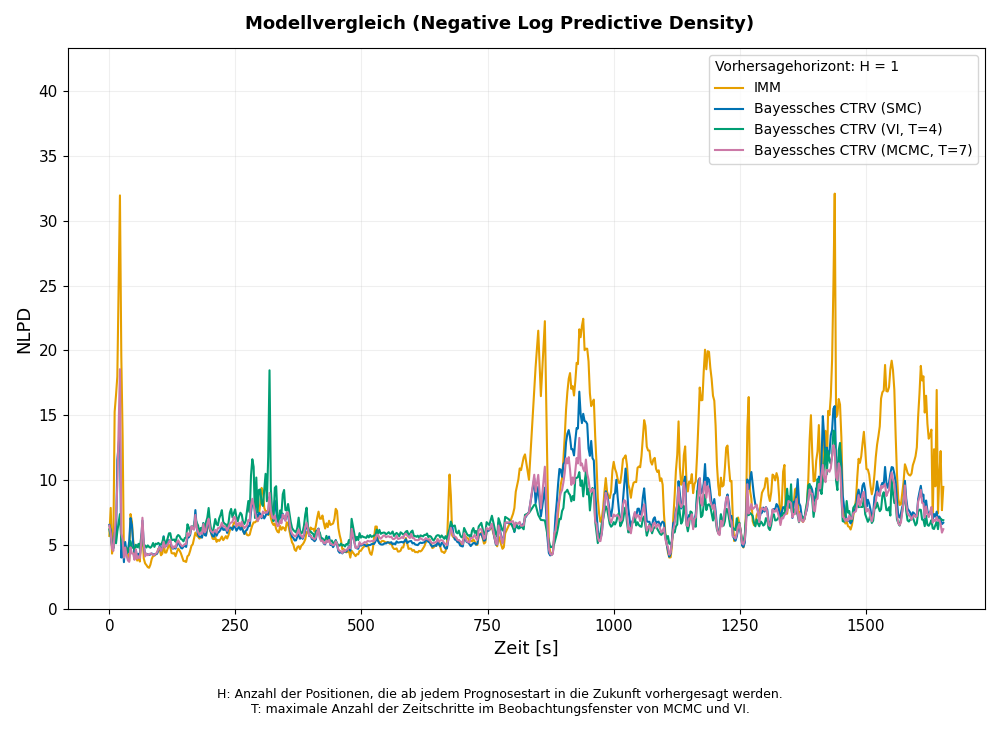 Modellvergleich (Negative Log Predictive Density)
NLPD
40
35
30
25
20
15
10
5
0
Vorhersagehorizont: H = 1
IMM
Bayessches CTRV (SMC)
Bayessches CTRV (VI, T=4)
Bayessches CTRV (MCMC, T=7)
0 250 500 750 1000 1250 1500
Zeit [s]
H: Anzahl der Positionen, die ab jedem Prognosestart in die Zukunft vorhergesagt werden.
T: maximale Anzahl der Zeitschritte im Beobachtungsfenster von MCMC und VI.